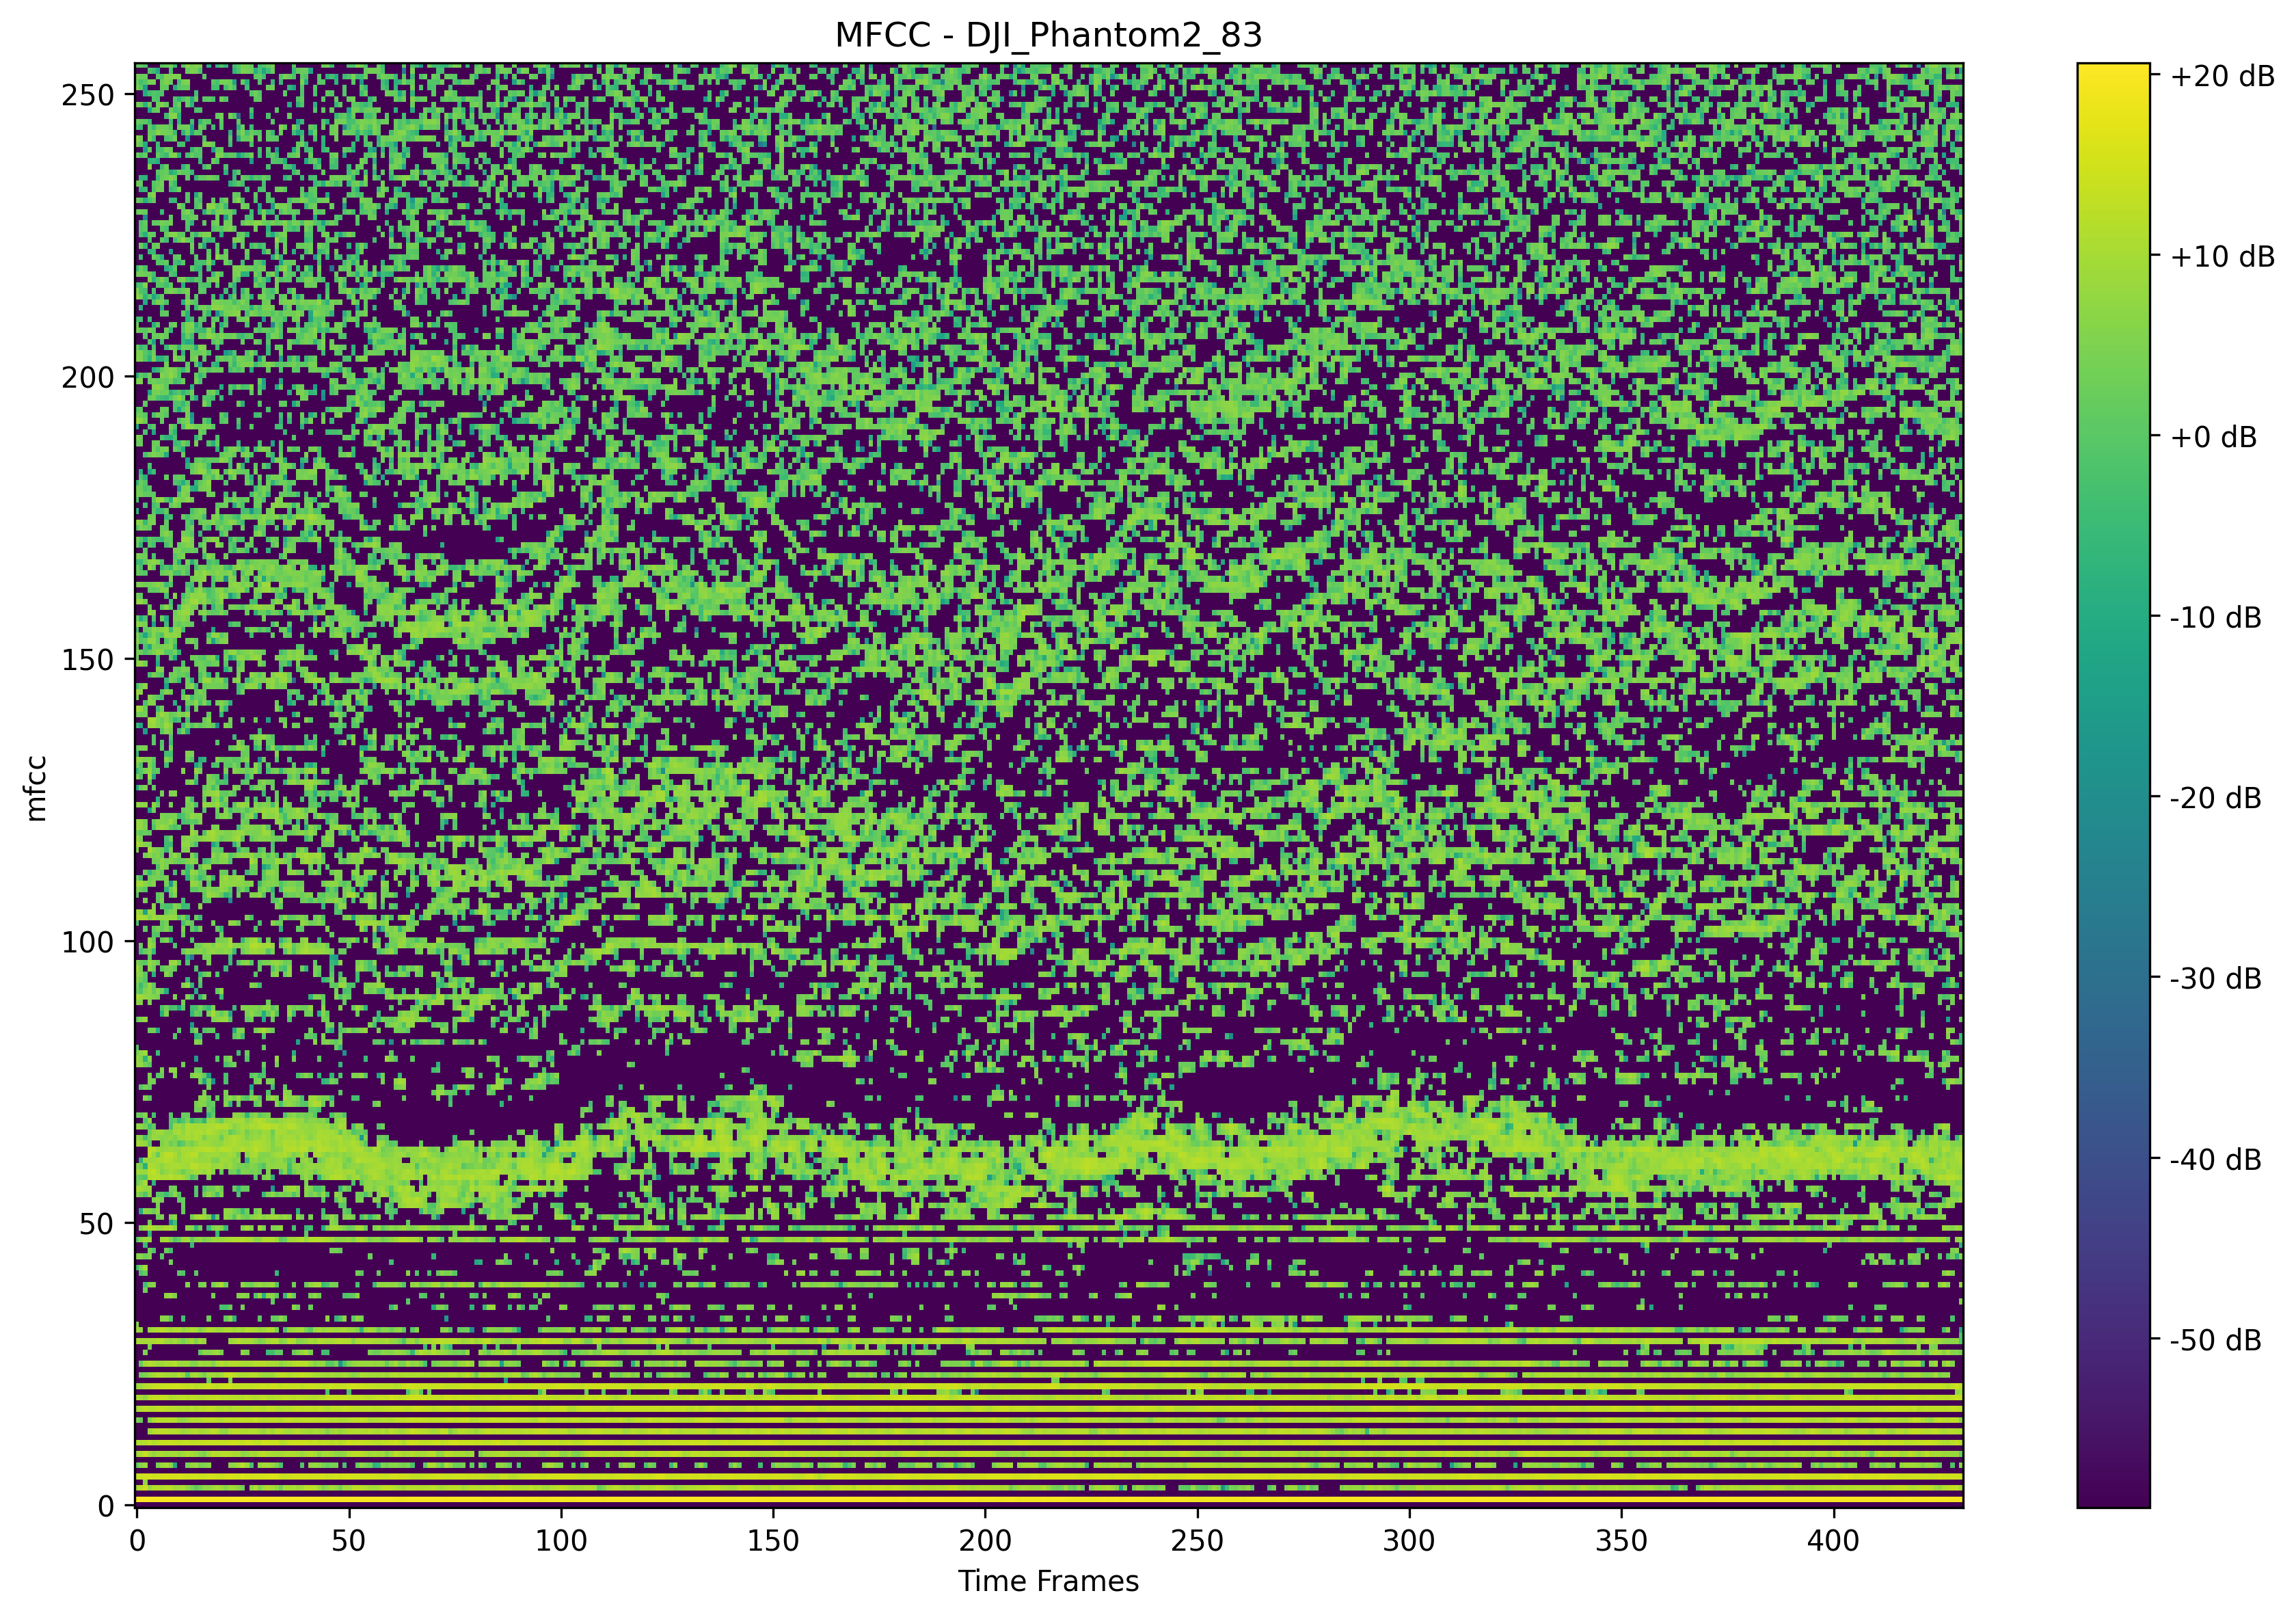 MFCC - DJI_Phantom2_83
250
200
150
100
50
0
mfcc
0 50 100 150 200 250 300 350 400
Time Frames
+20 dB
+10 dB
+0 dB
-10 dB
-20 dB
-30 dB
-40 dB
-50 dB